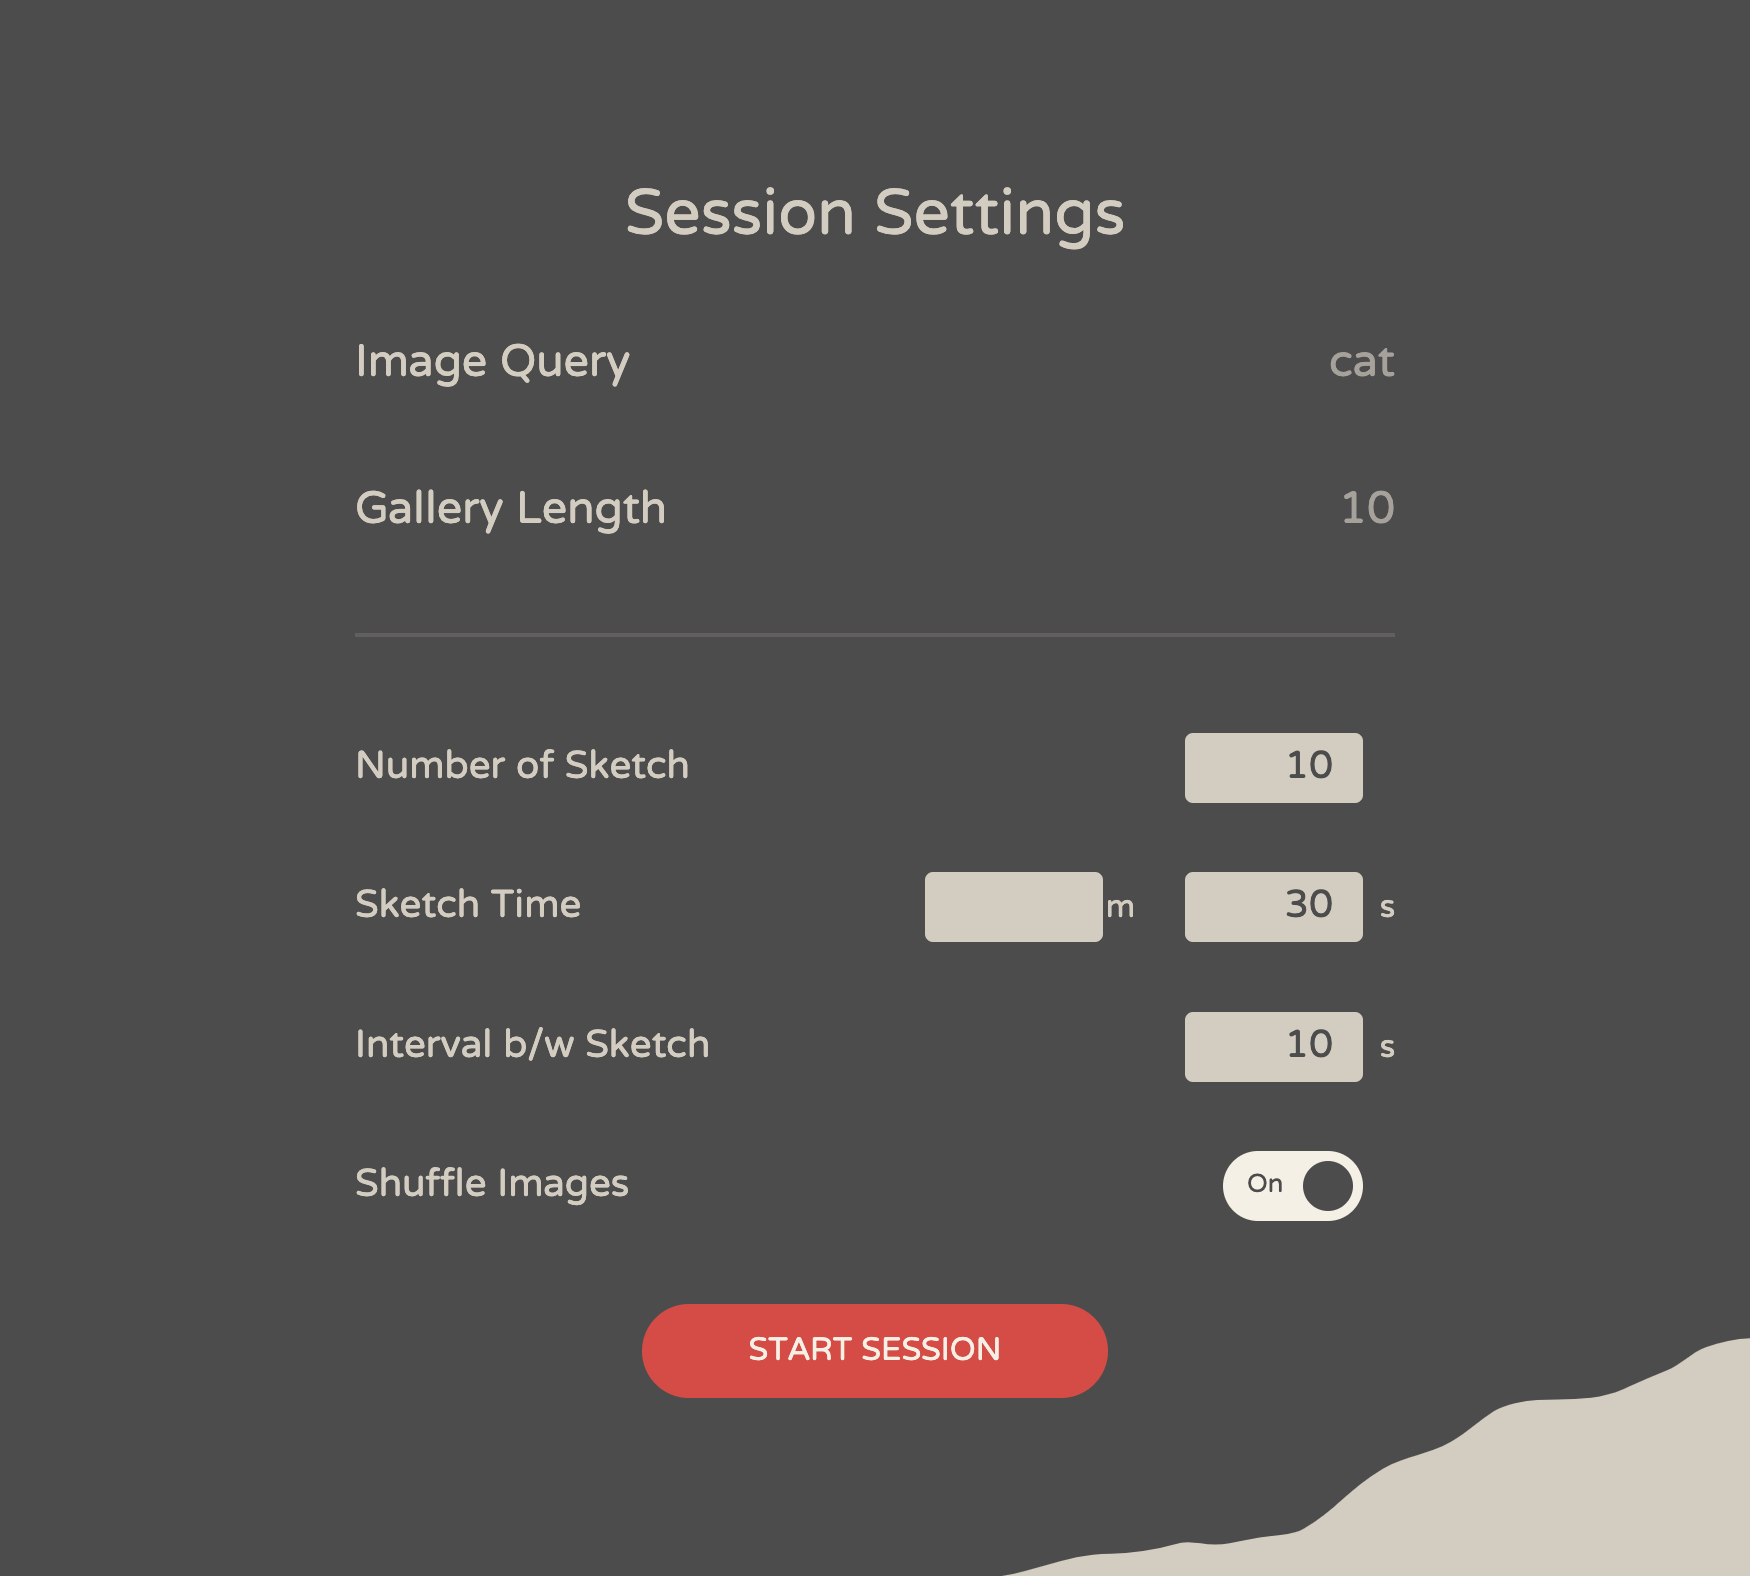 Session Settings
Image Query cat
Gallery Length 10
Number of Sketch 10
Sketch Time m 30 s
Interval b/w Sketch 10 s
Shuffle Images On
START SESSION